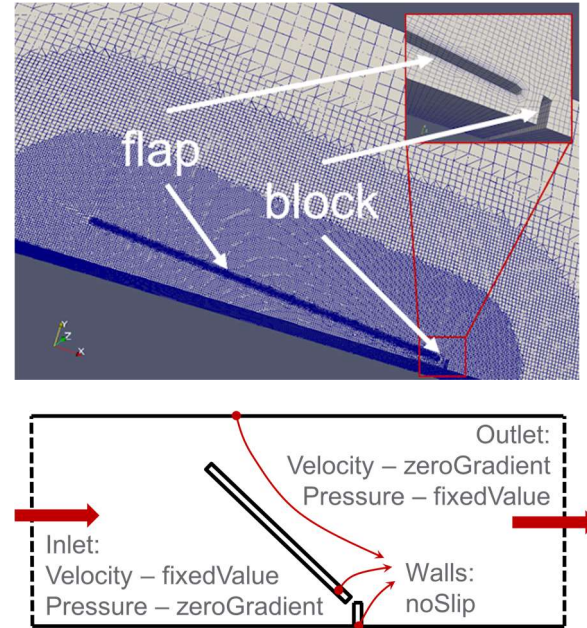 flap
block
Y
Z
X
Outlet:
Velocity – zeroGradient
Pressure – fixedValue
Inlet:
Velocity – fixedValue
Pressure – zeroGradient
Walls:
noSlip